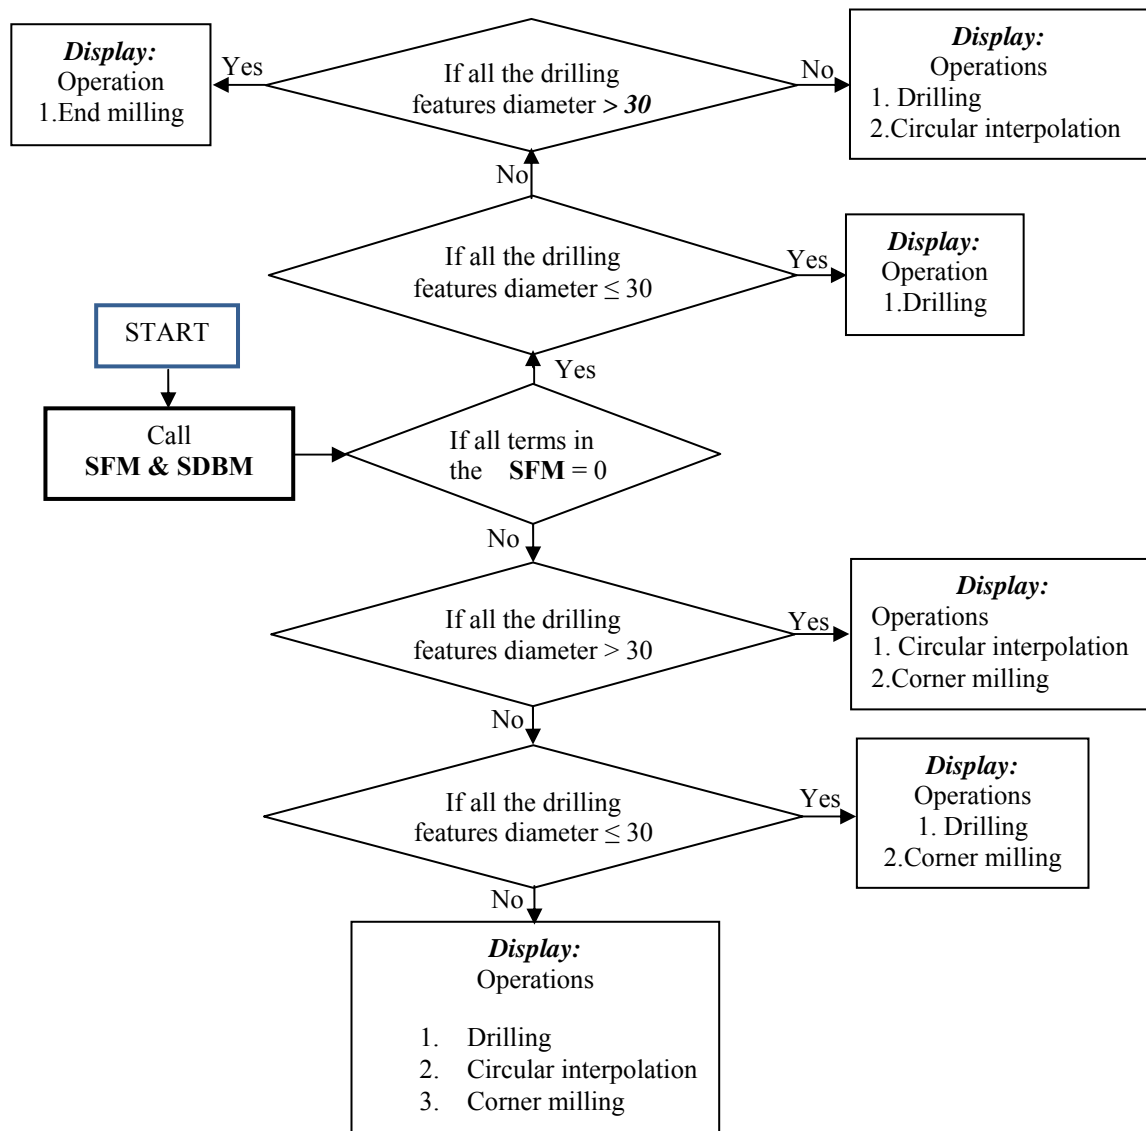 Display:
Operation
1.End milling
Yes
If all the drilling
features diameter > 30
No
Display:
Operations
1. Drilling
2.Circular interpolation
No
If all the drilling
features diameter ≤ 30
Yes
Display:
Operation
1.Drilling
START
Yes
Call
SFM & SDBM
If all terms in
the SFM = 0
No
If all the drilling
features diameter > 30
Yes
Display:
Operations
1. Circular interpolation
2.Corner milling
No
If all the drilling
features diameter ≤ 30
Yes
Display:
Operations
1. Drilling
2.Corner milling
No
Display:
Operations
1. Drilling
2. Circular interpolation
3. Corner milling